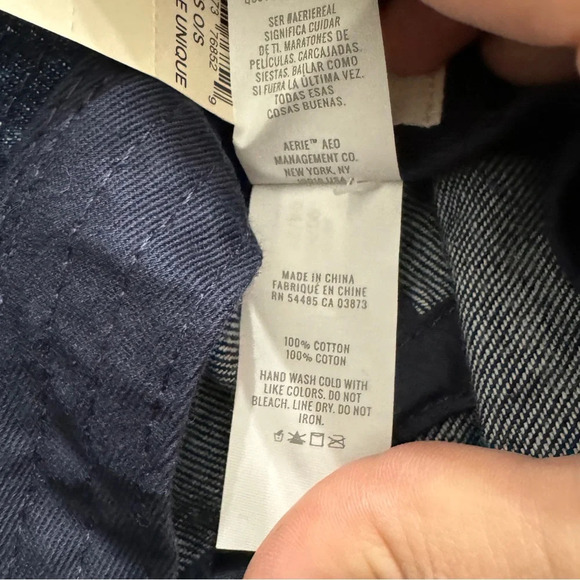 73
76852
9
S O/S
E UNIQUE
SER #AERIEREAL
SIGNIFICA CUIDAR
DE TI. MARATONES DE
PELÍCULAS. CARCAJADAS.
SIESTAS. BAILAR COMO
SI FUERA LA ÚLTIMA VEZ.
TODAS ESAS
COSAS BUENAS.
AERIE™ AEO
MANAGEMENT CO.
NEW YORK, NY
MADE IN CHINA
FABRIQUÉ EN CHINE
RN 54485 CA 03873
100% COTTON
100% COTON
HAND WASH COLD WITH
LIKE COLORS. DO NOT
BLEACH. LINE DRY. DO NOT
IRON.